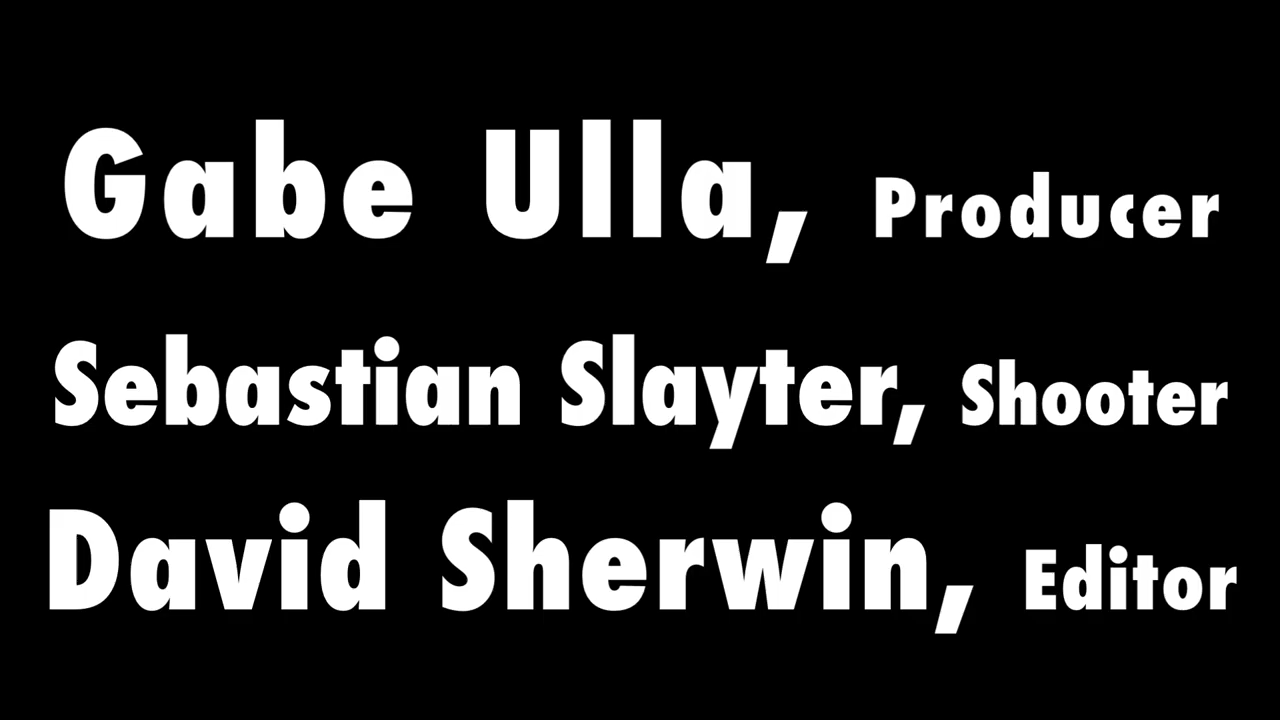 Gabe Ulla, Producer
Sebastian Slayter, Shooter
David Sherwin, Editor